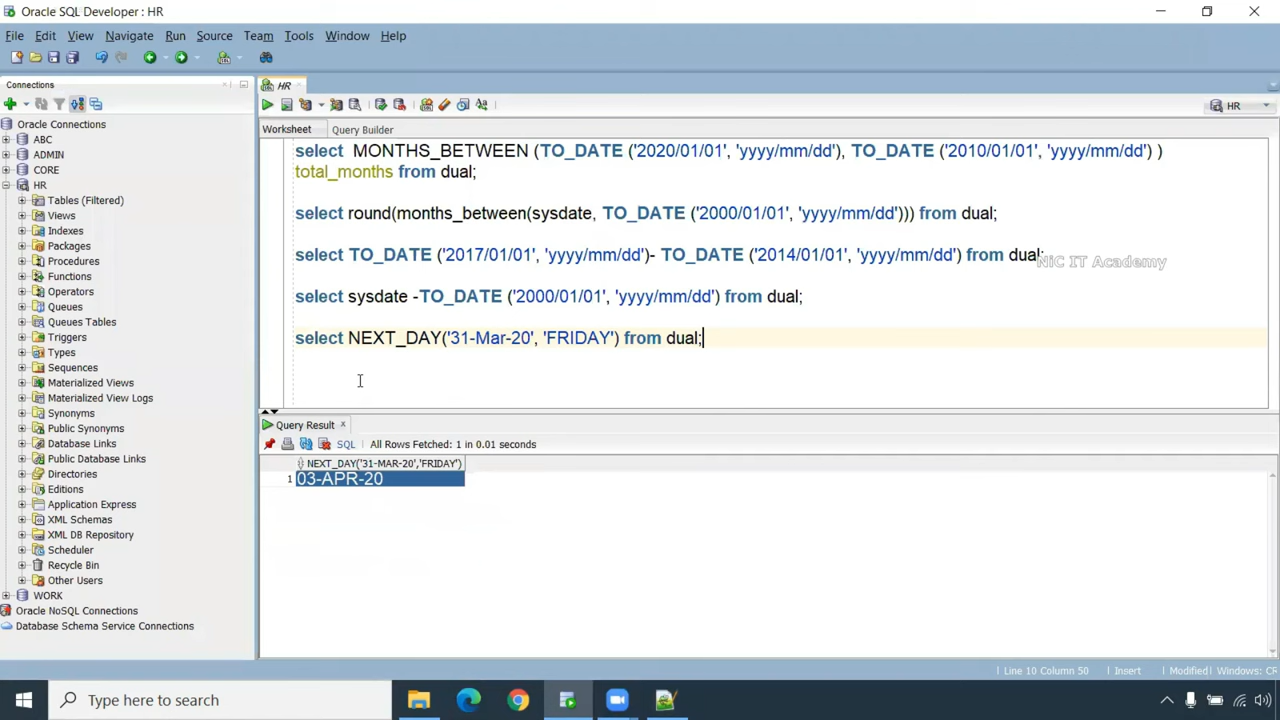 Oracle SQL Developer : HR
File Edit View Navigate Run Source Team Tools Window Help
Connections
HR
HR
Oracle Connections
Worksheet Query Builder
ABC
ADMIN
CORE
HR
Tables (Filtered)
Views
Indexes
Packages
Procedures
Functions
Operators
Queues
Queues Tables
Triggers
Types
Sequences
Materialized Views
Materialized View Logs
Synonyms
Public Synonyms
Database Links
Public Database Links
Directories
Editions
Application Express
XML Schemas
XML DB Repository
Scheduler
Recycle Bin
Other Users
WORK
Oracle NoSQL Connections
Database Schema Service Connections
select MONTHS_BETWEEN (TO_DATE ('2020/01/01', 'yyyy/mm/dd'), TO_DATE ('2010/01/01', 'yyyy/mm/dd') )
total_months from dual;
select round(months_between(sysdate, TO_DATE ('2000/01/01', 'yyyy/mm/dd'))) from dual;
select TO_DATE ('2017/01/01', 'yyyy/mm/dd')- TO_DATE ('2014/01/01', 'yyyy/mm/dd') from dual;
NiC IT Academy
select sysdate -TO_DATE ('2000/01/01', 'yyyy/mm/dd') from dual;
select NEXT_DAY('31-Mar-20', 'FRIDAY') from dual;
Query Result
SQL All Rows Fetched: 1 in 0.01 seconds
NEXT_DAY('31-MAR-20','FRIDAY')
1 03-APR-20
Line 10 Column 50 Insert Modified Windows: CR
Type here to search